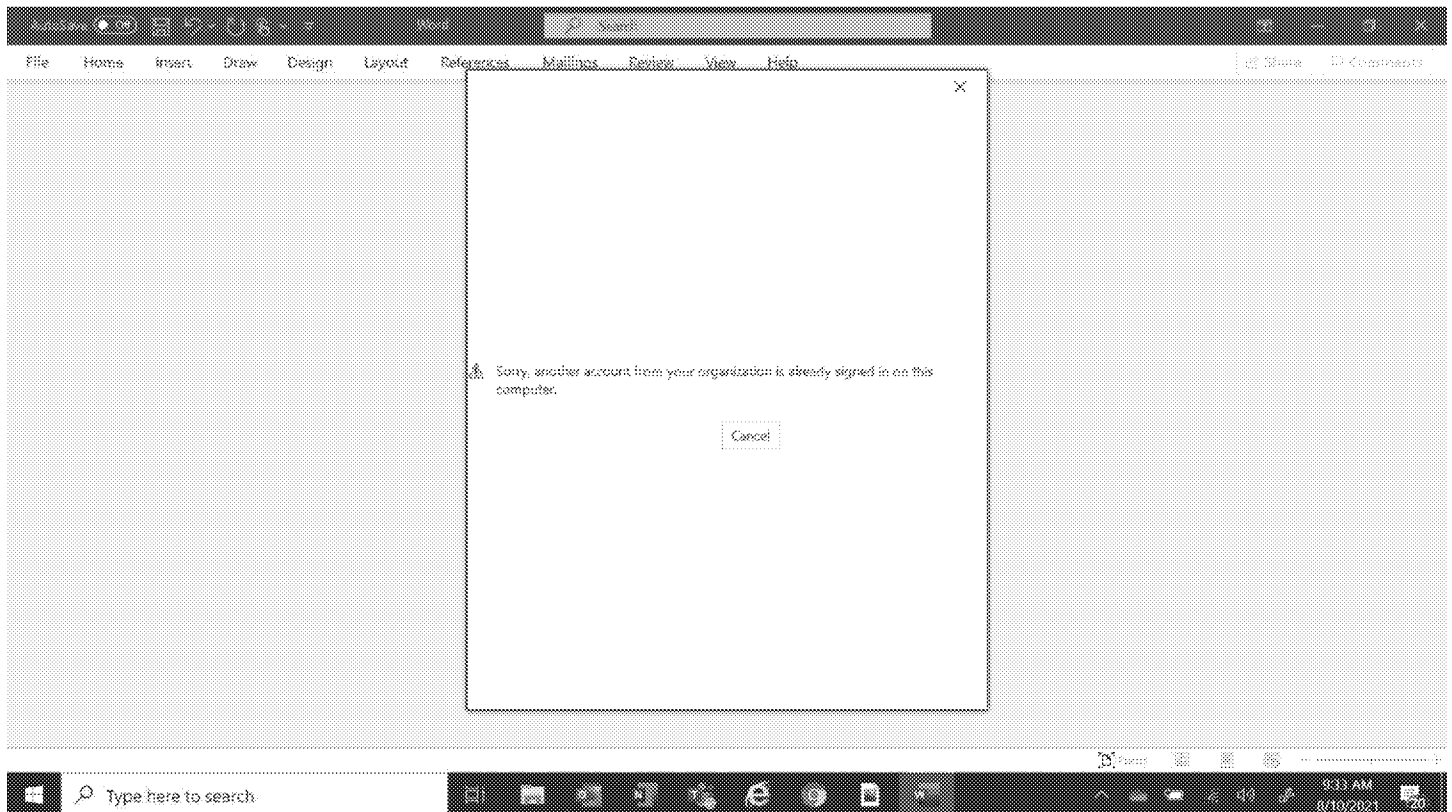 AutoSave Off
Word
Search
File Home Insert Draw Design Layout References Mailings Review View Help
Share Comments
Sorry, another account from your organization is already signed in on this
computer.
Cancel
Focus
Type here to search
9:33 AM
8/10/2021
20